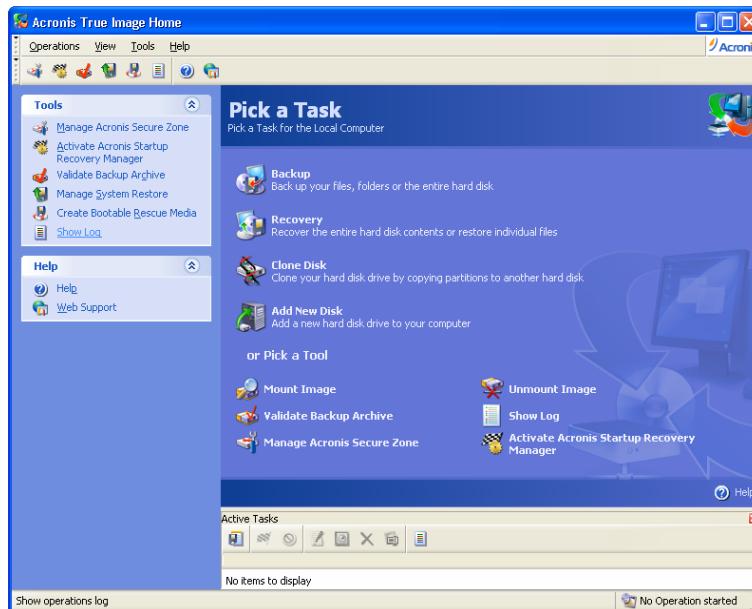 Acronis True Image Home
Operations View Tools Help
Acroni
Tools
Manage Acronis Secure Zone
Activate Acronis Startup
Recovery Manager
Validate Backup Archive
Manage System Restore
Create Bootable Rescue Media
Show Log
Help
Help
Web Support
Pick a Task
Pick a Task for the Local Computer
Backup
Back up your files, folders or the entire hard disk
Recovery
Recover the entire hard disk contents or restore individual files
Clone Disk
Clone your hard disk drive by copying partitions to another hard disk
Add New Disk
Add a new hard disk drive to your computer
or Pick a Tool
Mount Image
Unmount Image
Validate Backup Archive
Show Log
Manage Acronis Secure Zone
Activate Acronis Startup Recovery
Manager
Help
Active Tasks
No items to display
Show operations log
No Operation started